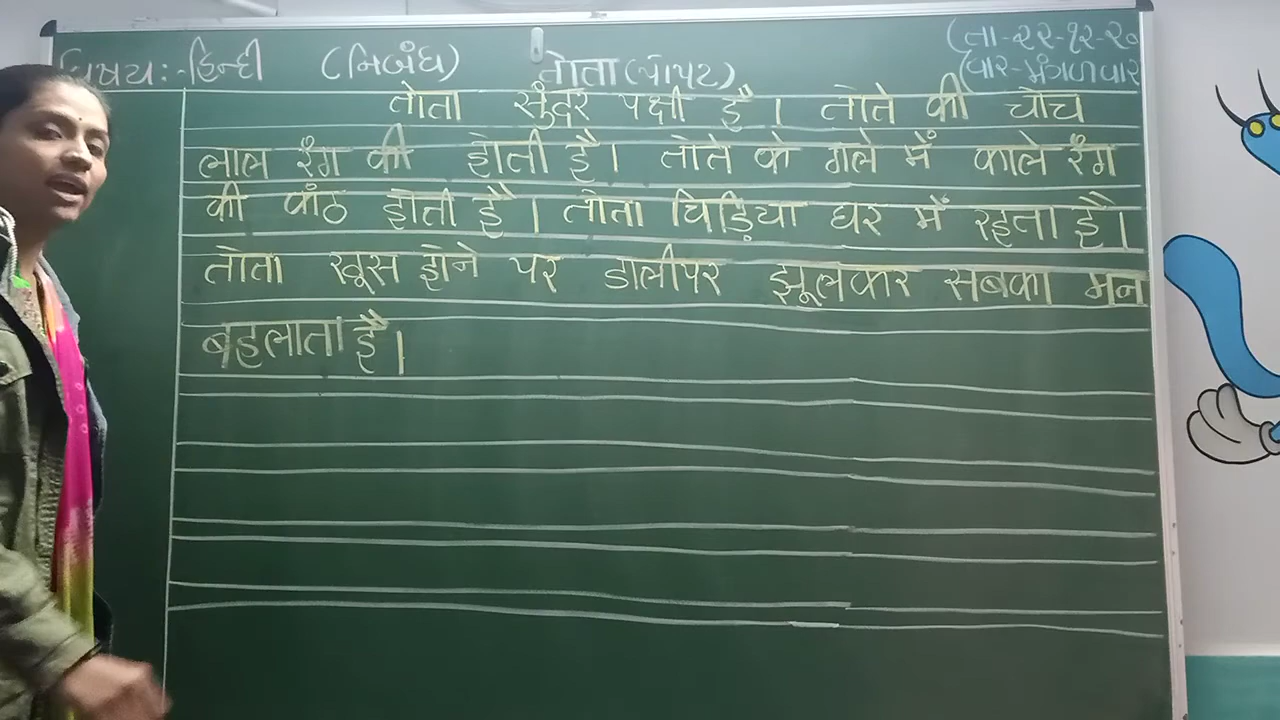 विषय:-हिन्दी (निबंध) तोता (पोपट) (ता-२२-१२-२०
(वार-मंगळवार
तोता सुंदर पक्षी है। तोते की चोच
लाल रंग की होती है। तोते के गले में काले रंग
की कंठ होती है। तोता चिड़िया घर में रहता है।
तोता खूस होने पर डालीपर झूलकर सबका मन
बहलाता है।